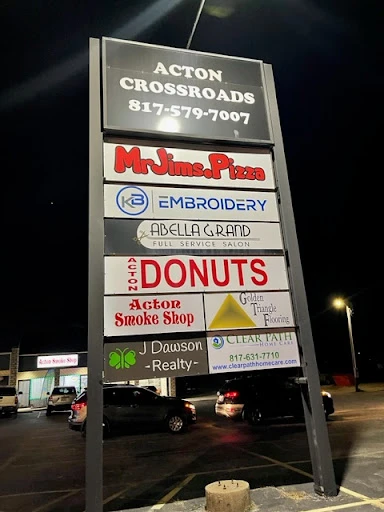 ACTON
CROSSROADS
817-579-7007
MrJims.Pizza
KB EMBROIDERY
ABELLA GRAND
FULL SERVICE SALON
ACTON DONUTS
Acton
Smoke Shop
Golden
Triangle
Flooring
J Dawson
-Realty-
CLEAR PATH
HOME CARE
817-631-7710
www.clearpathhomecare.com
Acton Smoke Shop